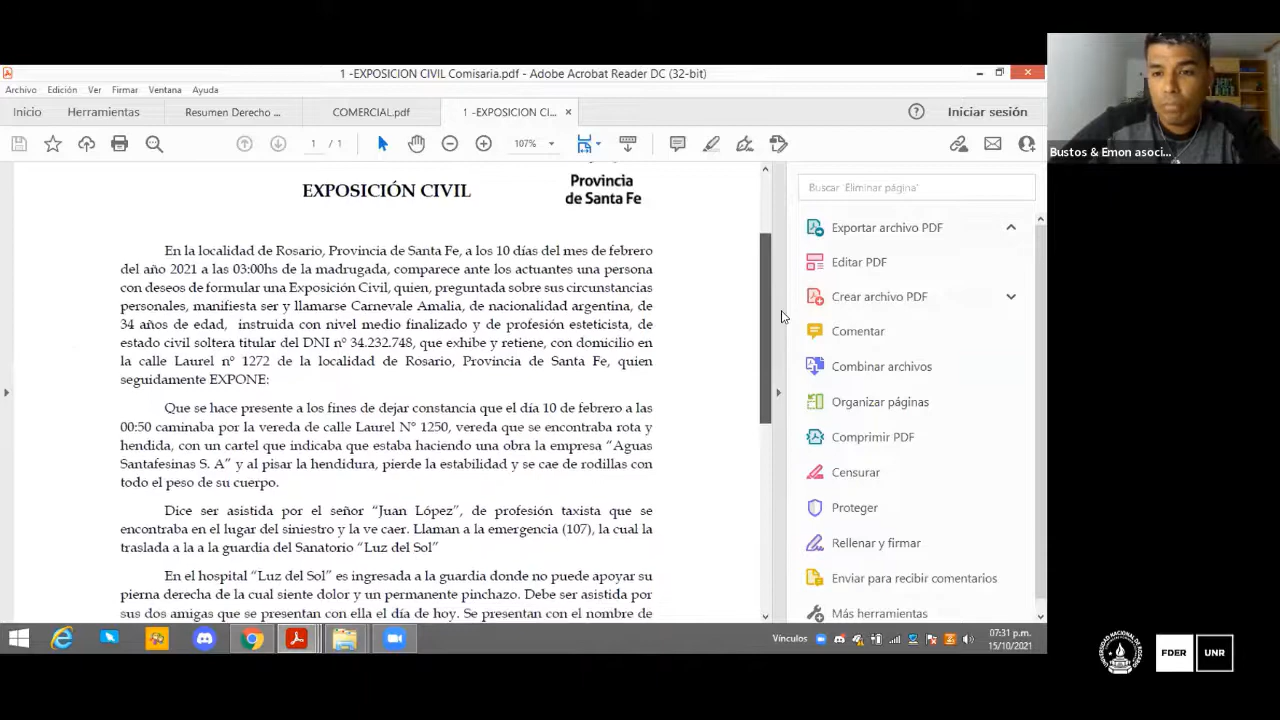 1 -EXPOSICION CIVIL Comisaria.pdf - Adobe Acrobat Reader DC (32-bit)
Archivo Edición Ver Firmar Ventana Ayuda
Inicio Herramientas Resumen Derecho ... COMERCIAL.pdf 1 -EXPOSICION CI... × Iniciar sesión
1 / 1 107%
EXPOSICIÓN CIVIL
Provincia
de Santa Fe
En la localidad de Rosario, Provincia de Santa Fe, a los 10 días del mes de febrero
del año 2021 a las 03:00hs de la madrugada, comparece ante los actuantes una persona
con deseos de formular una Exposición Civil, quien, preguntada sobre sus circunstancias
personales, manifiesta ser y llamarse Carnevale Amalia, de nacionalidad argentina, de
34 años de edad, instruida con nivel medio finalizado y de profesión esteticista, de
estado civil soltera titular del DNI nº 34.232.748, que exhibe y retiene, con domicilio en
la calle Laurel nº 1272 de la localidad de Rosario, Provincia de Santa Fe, quien
seguidamente EXPONE:
Que se hace presente a los fines de dejar constancia que el día 10 de febrero a las
00:50 caminaba por la vereda de calle Laurel N° 1250, vereda que se encontraba rota y
hendida, con un cartel que indicaba que estaba haciendo una obra la empresa “Aguas
Santafesinas S. A” y al pisar la hendidura, pierde la estabilidad y se cae de rodillas con
todo el peso de su cuerpo.
Dice ser asistida por el señor “Juan López”, de profesión taxista que se
encontraba en el lugar del siniestro y la ve caer. Llaman a la emergencia (107), la cual la
traslada a la a la guardia del Sanatorio “Luz del Sol”
En el hospital “Luz del Sol” es ingresada a la guardia donde no puede apoyar su
pierna derecha de la cual siente dolor y un permanente pinchazo. Debe ser asistida por
sus dos amigas que se presentan con ella el día de hoy. Se presentan con el nombre de
Buscar 'Eliminar página'
Exportar archivo PDF
Editar PDF
Crear archivo PDF
Comentar
Combinar archivos
Organizar páginas
Comprimir PDF
Censurar
Proteger
Rellenar y firmar
Enviar para recibir comentarios
Más herramientas
Vínculos
07:31 p.m.
15/10/2021
Bustos & Emon asoci...
FDER UNR